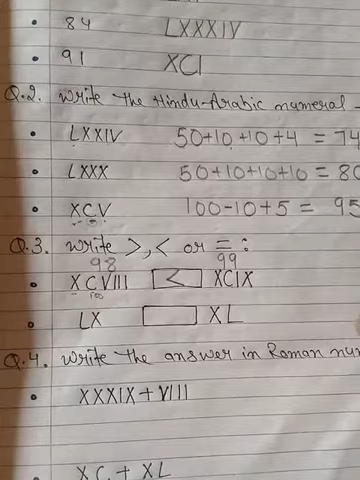 • 84 LXXXIV
• 91 XCI
Q.2. Write the Hindu-Arabic numeral
• LXXIV 50+10+10+4 = 74
• LXXX 50+10+10+10 = 80
• XCV 100-10+5 = 95
Q.3. Write >, < or = :
98 99
• XCVIII < XCIX
100
• LX XL
Q.4. Write the answer in Roman num
• XXXIX + VIII
• XC + XL